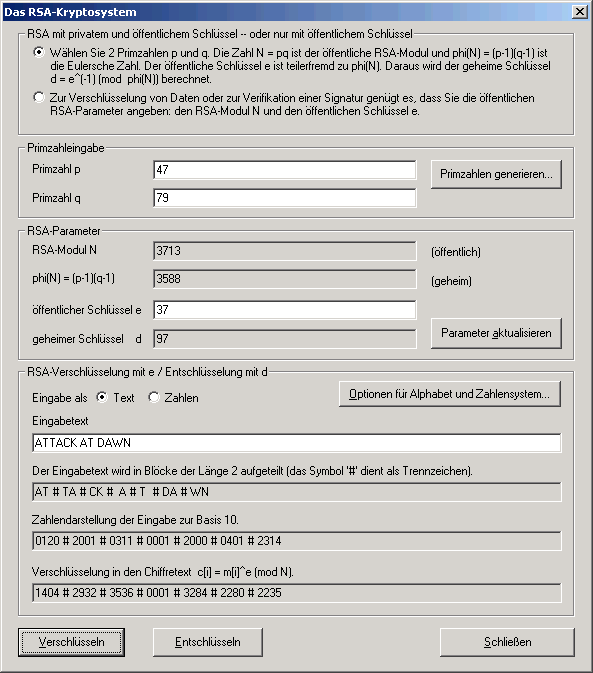 Das RSA-Kryptosystem
RSA mit privatem und öffentlichem Schlüssel -- oder nur mit öffentlichem Schlüssel
Wählen Sie 2 Primzahlen p und q. Die Zahl N = pq ist der öffentliche RSA-Modul und phi(N) = (p-1)(q-1) ist
die Eulersche Zahl. Der öffentliche Schlüssel e ist teilerfremd zu phi(N). Daraus wird der geheime Schlüssel
d = e^(-1) (mod phi(N)) berechnet.
Zur Verschlüsselung von Daten oder zur Verifikation einer Signatur genügt es, dass Sie die öffentlichen
RSA-Parameter angeben: den RSA-Modul N und den öffentlichen Schlüssel e.
Primzahleingabe
Primzahl p 47 Primzahlen generieren...
Primzahl q 79
RSA-Parameter
RSA-Modul N 3713 (öffentlich)
phi(N) = (p-1)(q-1) 3588 (geheim)
öffentlicher Schlüssel e 37
geheimer Schlüssel d 97 Parameter aktualisieren
RSA-Verschlüsselung mit e / Entschlüsselung mit d
Eingabe als Text Zahlen Optionen für Alphabet und Zahlensystem...
Eingabetext
ATTACK AT DAWN
Der Eingabetext wird in Blöcke der Länge 2 aufgeteilt (das Symbol '#' dient als Trennzeichen).
AT # TA # CK #  A # T  # DA # WN
Zahlendarstellung der Eingabe zur Basis 10.
0120 # 2001 # 0311 # 0001 # 2000 # 0401 # 2314
Verschlüsselung in den Chiffretext c[i] = m[i]^e (mod N).
1404 # 2932 # 3536 # 0001 # 3284 # 2280 # 2235
Verschlüsseln Entschlüsseln Schließen